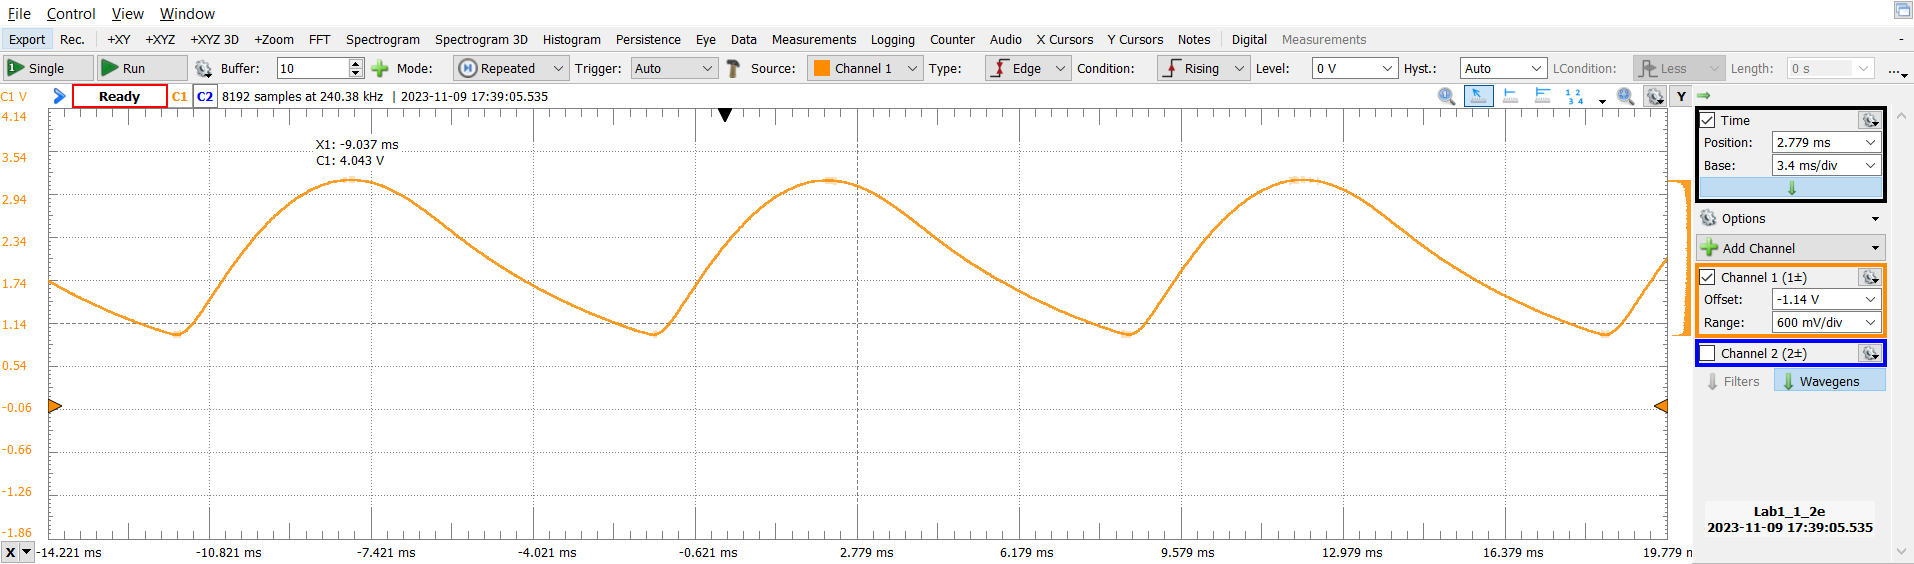 File Control View Window
Export Rec. +XY +XYZ +XYZ 3D +Zoom FFT Spectrogram Spectrogram 3D Histogram Persistence Eye Data Measurements Logging Counter Audio X Cursors Y Cursors Notes Digital Measurements -
1 Single Run Buffer: 10 Mode: Repeated Trigger: Auto Source: Channel 1 Type: Edge Condition: Rising Level: 0 V Hyst.: Auto LCondition: Less Length: 0 s ...
C1 V Ready C1 C2 8192 samples at 240.38 kHz | 2023-11-09 17:39:05.535 1 2 3 4 Y
4.14
3.54
2.94
2.34
1.74
1.14
0.54
-0.06
-0.66
-1.26
-1.86
X1: -9.037 ms
C1: 4.043 V
X -14.221 ms -10.821 ms -7.421 ms -4.021 ms -0.621 ms 2.779 ms 6.179 ms 9.579 ms 12.979 ms 16.379 ms 19.779 m
Time
Position: 2.779 ms
Base: 3.4 ms/div
Options
Add Channel
Channel 1 (1±)
Offset: -1.14 V
Range: 600 mV/div
Channel 2 (2±)
Filters Wavegens
Lab1_1_2e
2023-11-09 17:39:05.535